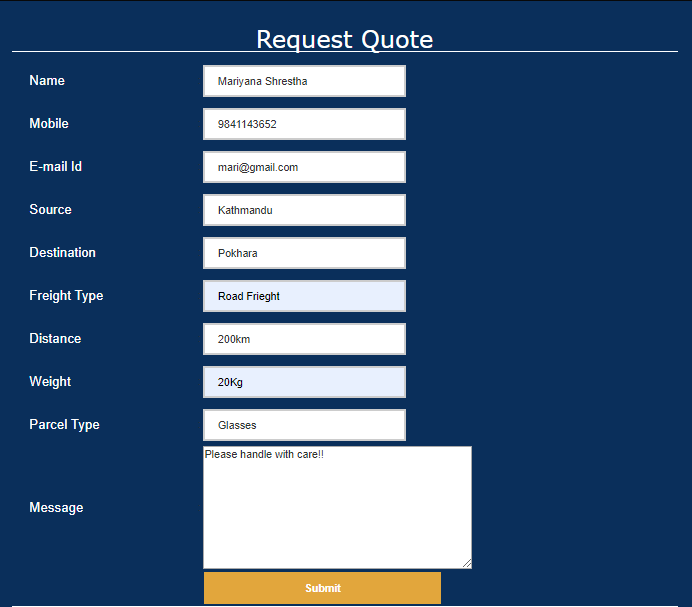 Request Quote
Name Mariyana Shrestha
Mobile 9841143652
E-mail Id mari@gmail.com
Source Kathmandu
Destination Pokhara
Freight Type Road Frieght
Distance 200km
Weight 20Kg
Parcel Type Glasses
Please handle with care!!
Message
Submit